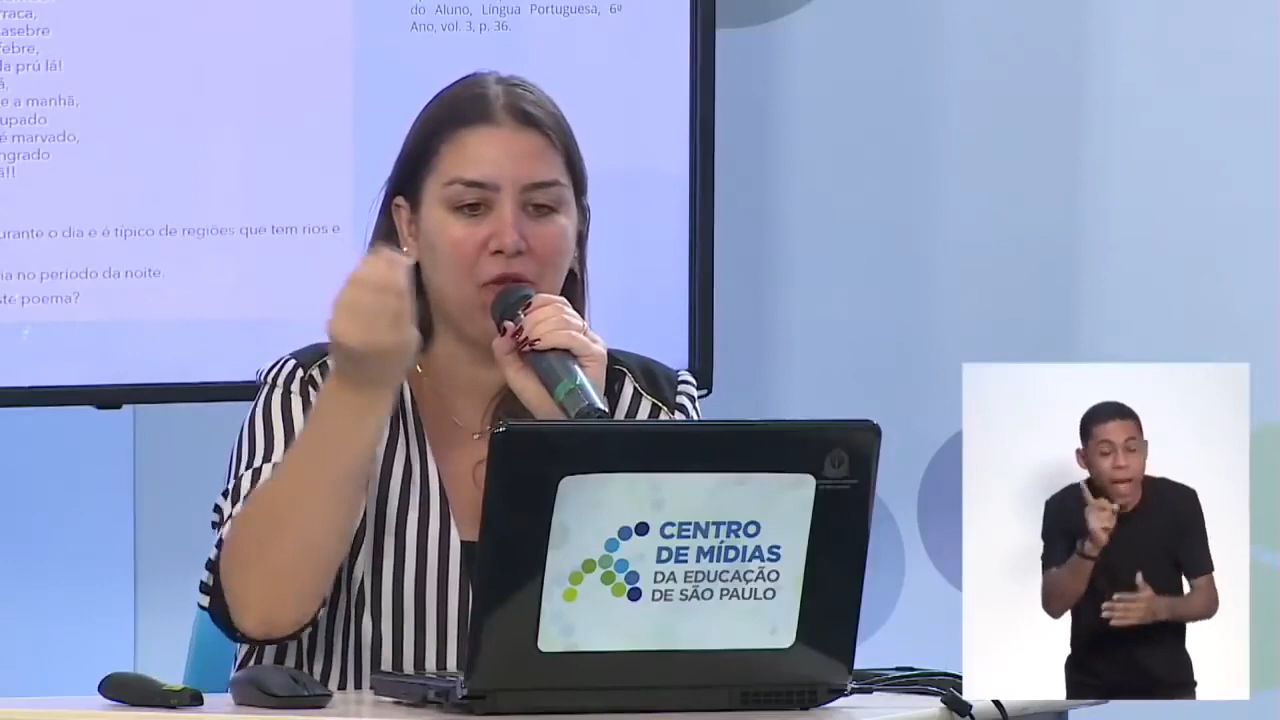 rraca,
asebre
febre,
la prú lá!
á,
e a manhã,
upado
é marvado,
ngrado
ã!!
urante o dia e é típico de regiões que tem rios e
ia no período da noite.
ste poema?
do Aluno, Língua Portuguesa, 6º
Ano, vol. 3, p. 36.
CENTRO
DE MÍDIAS
DA EDUCAÇÃO
DE SÃO PAULO